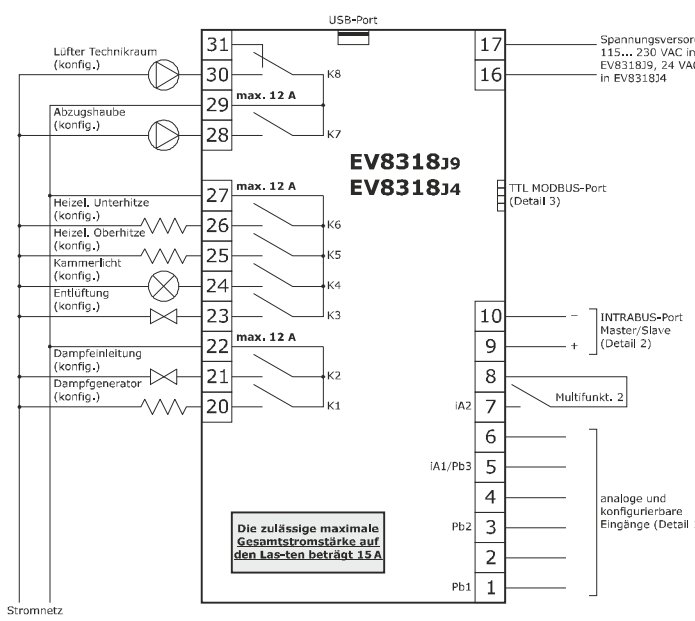 USB-Port
Lüfter Technikraum
(konfig.)
31
30
K8
max. 12 A
29
Abzugshaube
(konfig.)
28
K7
EV8318J9
EV8318J4
max. 12 A
27
Heizel. Unterhitze
(konfig.)
26
K6
Heizel. Oberhitze
(konfig.)
25
K5
Kammerlicht
(konfig.)
24
K4
Entlüftung
(konfig.)
23
K3
max. 12 A
22
Dampfeinleitung
(konfig.)
21
K2
Dampfgenerator
(konfig.)
20
K1
Die zulässige maximale
Gesamtstromstärke auf
den Las-ten beträgt 15 A
Stromnetz
17
16
Spannungsversor
115... 230 VAC in
EV8318J9, 24 VA
in EV8318J4
TTL MODBUS-Port
(Detail 3)
10
−
9
+
INTRABUS-Port
Master/Slave
(Detail 2)
8
iA2
7
Multifunkt. 2
6
iA1/Pb3
5
4
Pb2
3
2
Pb1
1
analoge und
konfigurierbare
Eingänge (Detail